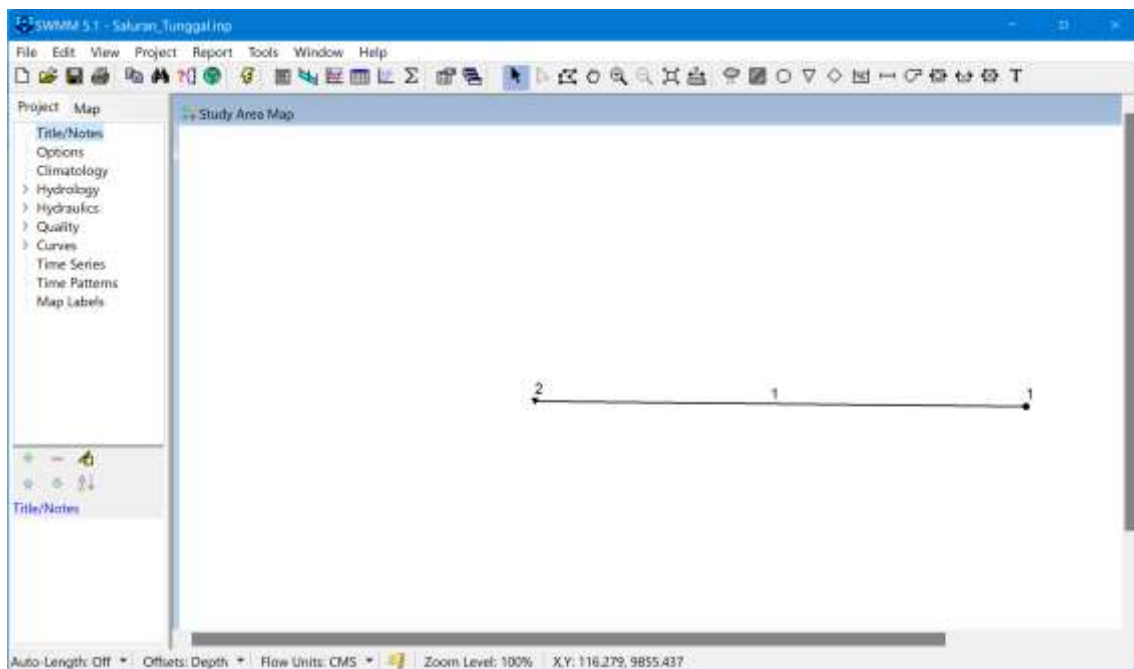 SWMM 5.1 - Saluran_Tunggal.inp
File Edit View Project Report Tools Window Help
T
Project Map
Study Area Map
Title/Notes
Options
Climatology
Hydrology
Hydraulics
Quality
Curves
Time Series
Time Patterns
Map Labels
2 1 1
Title/Notes
Auto-Length: Off Offsets: Depth Flow Units: CMS Zoom Level: 100% X,Y: 116.279, 9855.437